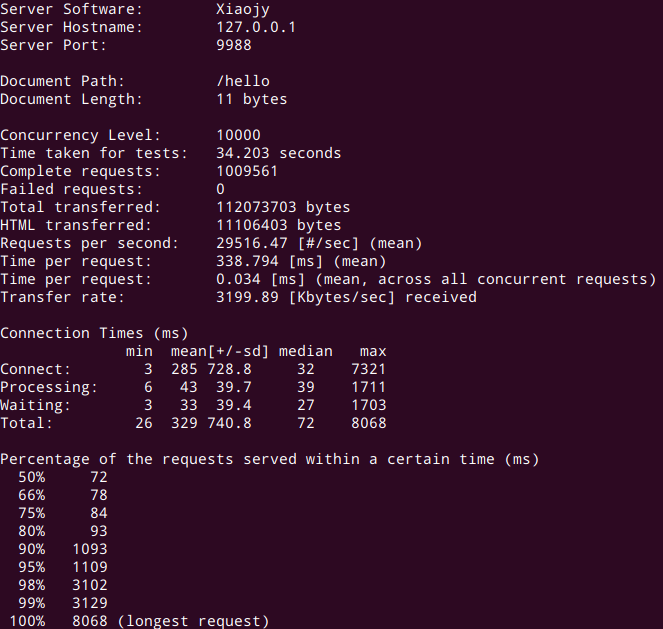 Server Software:        Xiaojy
Server Hostname:        127.0.0.1
Server Port:            9988

Document Path:          /hello
Document Length:        11 bytes

Concurrency Level:      10000
Time taken for tests:   34.203 seconds
Complete requests:      1009561
Failed requests:        0
Total transferred:      112073703 bytes
HTML transferred:       11106403 bytes
Requests per second:    29516.47 [#/sec] (mean)
Time per request:       338.794 [ms] (mean)
Time per request:       0.034 [ms] (mean, across all concurrent requests)
Transfer rate:          3199.89 [Kbytes/sec] received

Connection Times (ms)
              min  mean[+/-sd] median   max
Connect:        3  285 728.8     32    7321
Processing:     6   43  39.7     39    1711
Waiting:        3   33  39.4     27    1703
Total:         26  329 740.8     72    8068

Percentage of the requests served within a certain time (ms)
  50%     72
  66%     78
  75%     84
  80%     93
  90%   1093
  95%   1109
  98%   3102
  99%   3129
 100%   8068 (longest request)